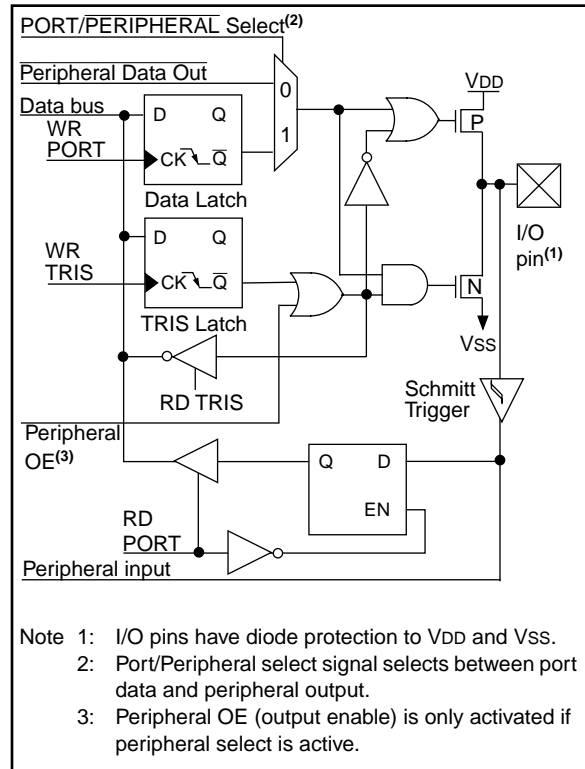 PORT/PERIPHERAL Select(2)
Peripheral Data Out
Data bus
WR
PORT
D Q
CK Q
Data Latch
0
1
VDD
P
I/O
pin(1)
WR
TRIS
D Q
CK Q
TRIS Latch
N
VSS
RD TRIS
Schmitt
Trigger
Peripheral
OE(3)
Q D
EN
RD
PORT
Peripheral input
Note 1: I/O pins have diode protection to VDD and VSS.
2: Port/Peripheral select signal selects between port
data and peripheral output.
3: Peripheral OE (output enable) is only activated if
peripheral select is active.